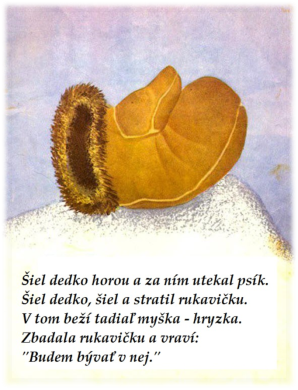 Šiel dedko horou a za ním utekal psík.
Šiel dedko, šiel a stratil rukavičku.
V tom beží tadiaľ myška - hryzka.
Zbadala rukavičku a vraví:
"Budem bývať v nej."